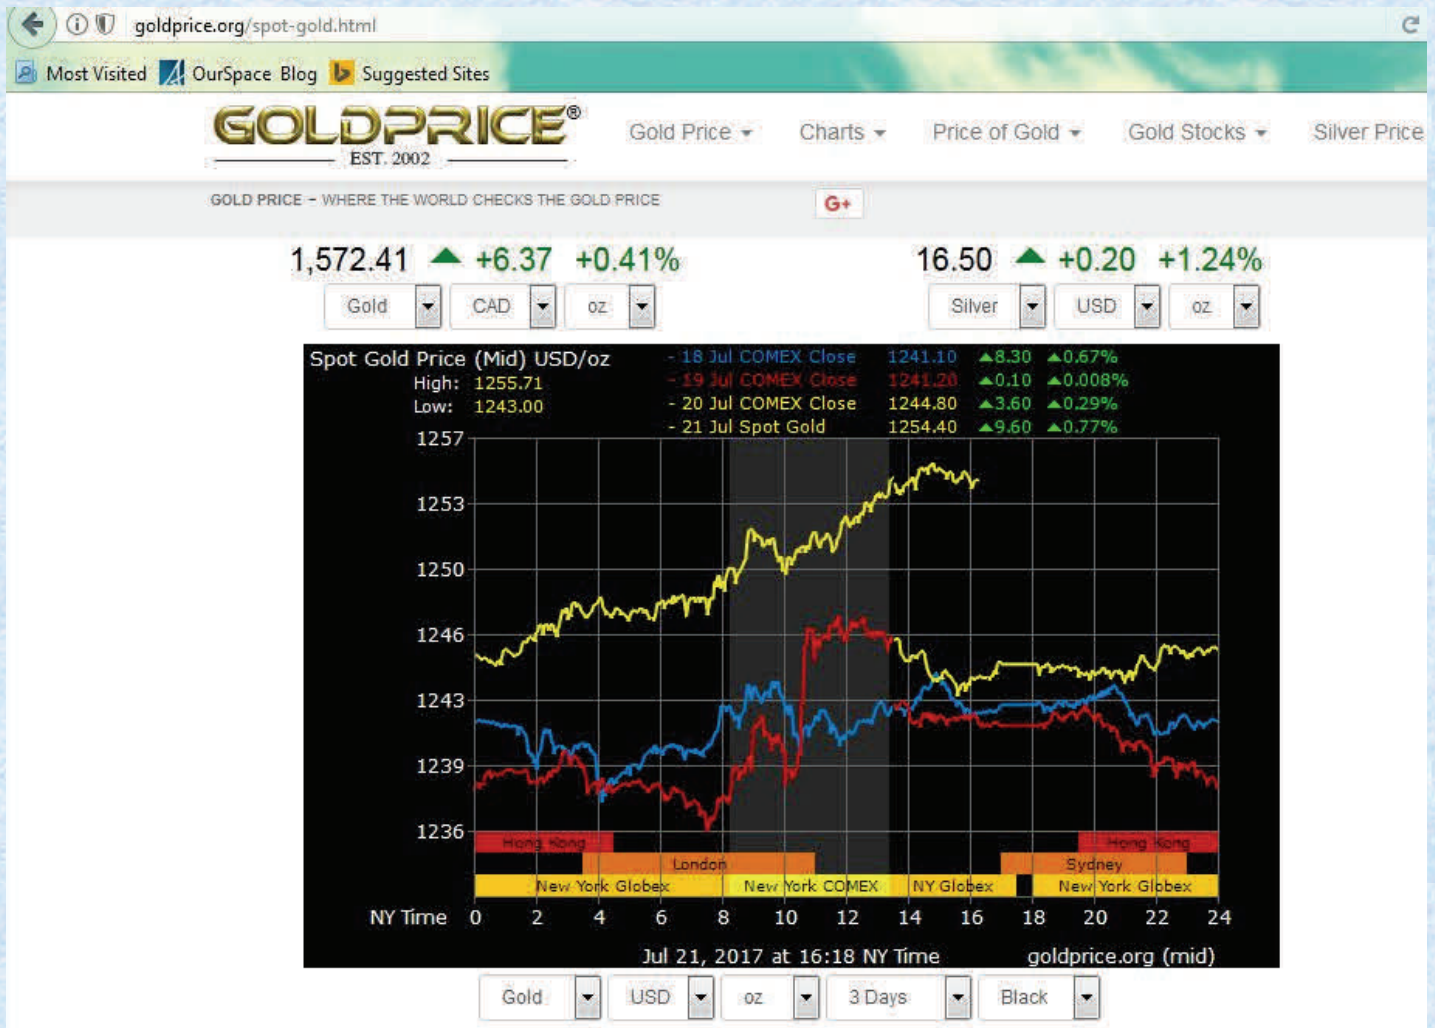 goldprice.org/spot-gold.html
Most Visited OurSpace Blog Suggested Sites
GOLDPRICE®
EST. 2002
Gold Price Charts Price of Gold Gold Stocks Silver Price
GOLD PRICE - WHERE THE WORLD CHECKS THE GOLD PRICE
G+
1,572.41 ▲ +6.37 +0.41%
16.50 ▲ +0.20 +1.24%
Gold CAD oz
Silver USD oz
Spot Gold Price (Mid) USD/oz
High: 1255.71
Low: 1243.00
- 18 Jul COMEX Close 1241.10 ▲8.30 ▲0.67%
- 19 Jul COMEX Close 1241.20 ▲0.10 ▲0.008%
- 20 Jul COMEX Close 1244.80 ▲3.60 ▲0.29%
- 21 Jul Spot Gold 1254.40 ▲9.60 ▲0.77%
1257
1253
1250
1246
1243
1239
1236
Hong Kong Hong Kong
London Sydney
New York Globex New York COMEX NY Globex New York Globex
NY Time 0 2 4 6 8 10 12 14 16 18 20 22 24
Jul 21, 2017 at 16:18 NY Time goldprice.org (mid)
Gold USD oz 3 Days Black